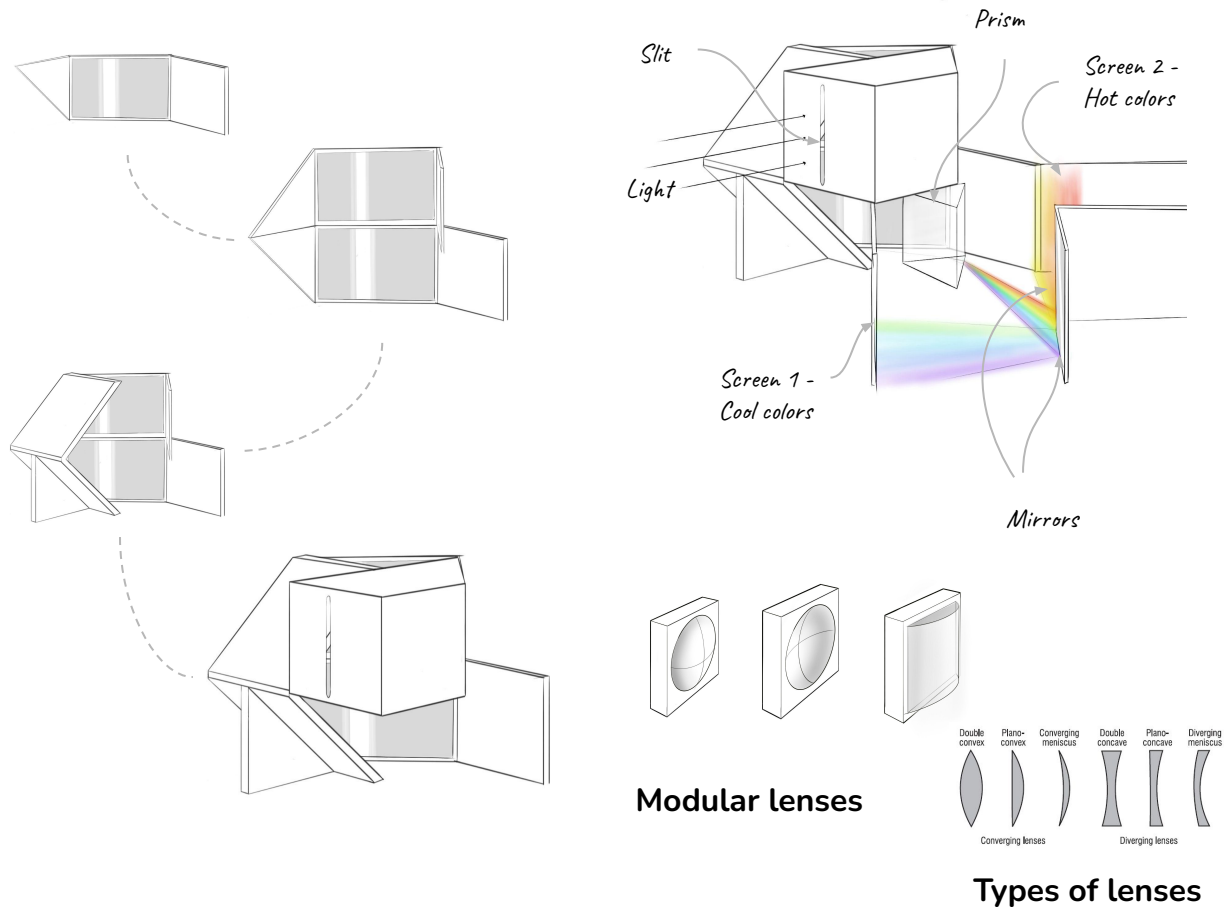 Prism
Slit
Screen 2 -
Hot colors
Light
Screen 1 -
Cool colors
Mirrors
Modular lenses
Double
convex
Plano-
convex
Converging
meniscus
Double
concave
Plano-
concave
Diverging
meniscus
Converging lenses
Diverging lenses
Types of lenses